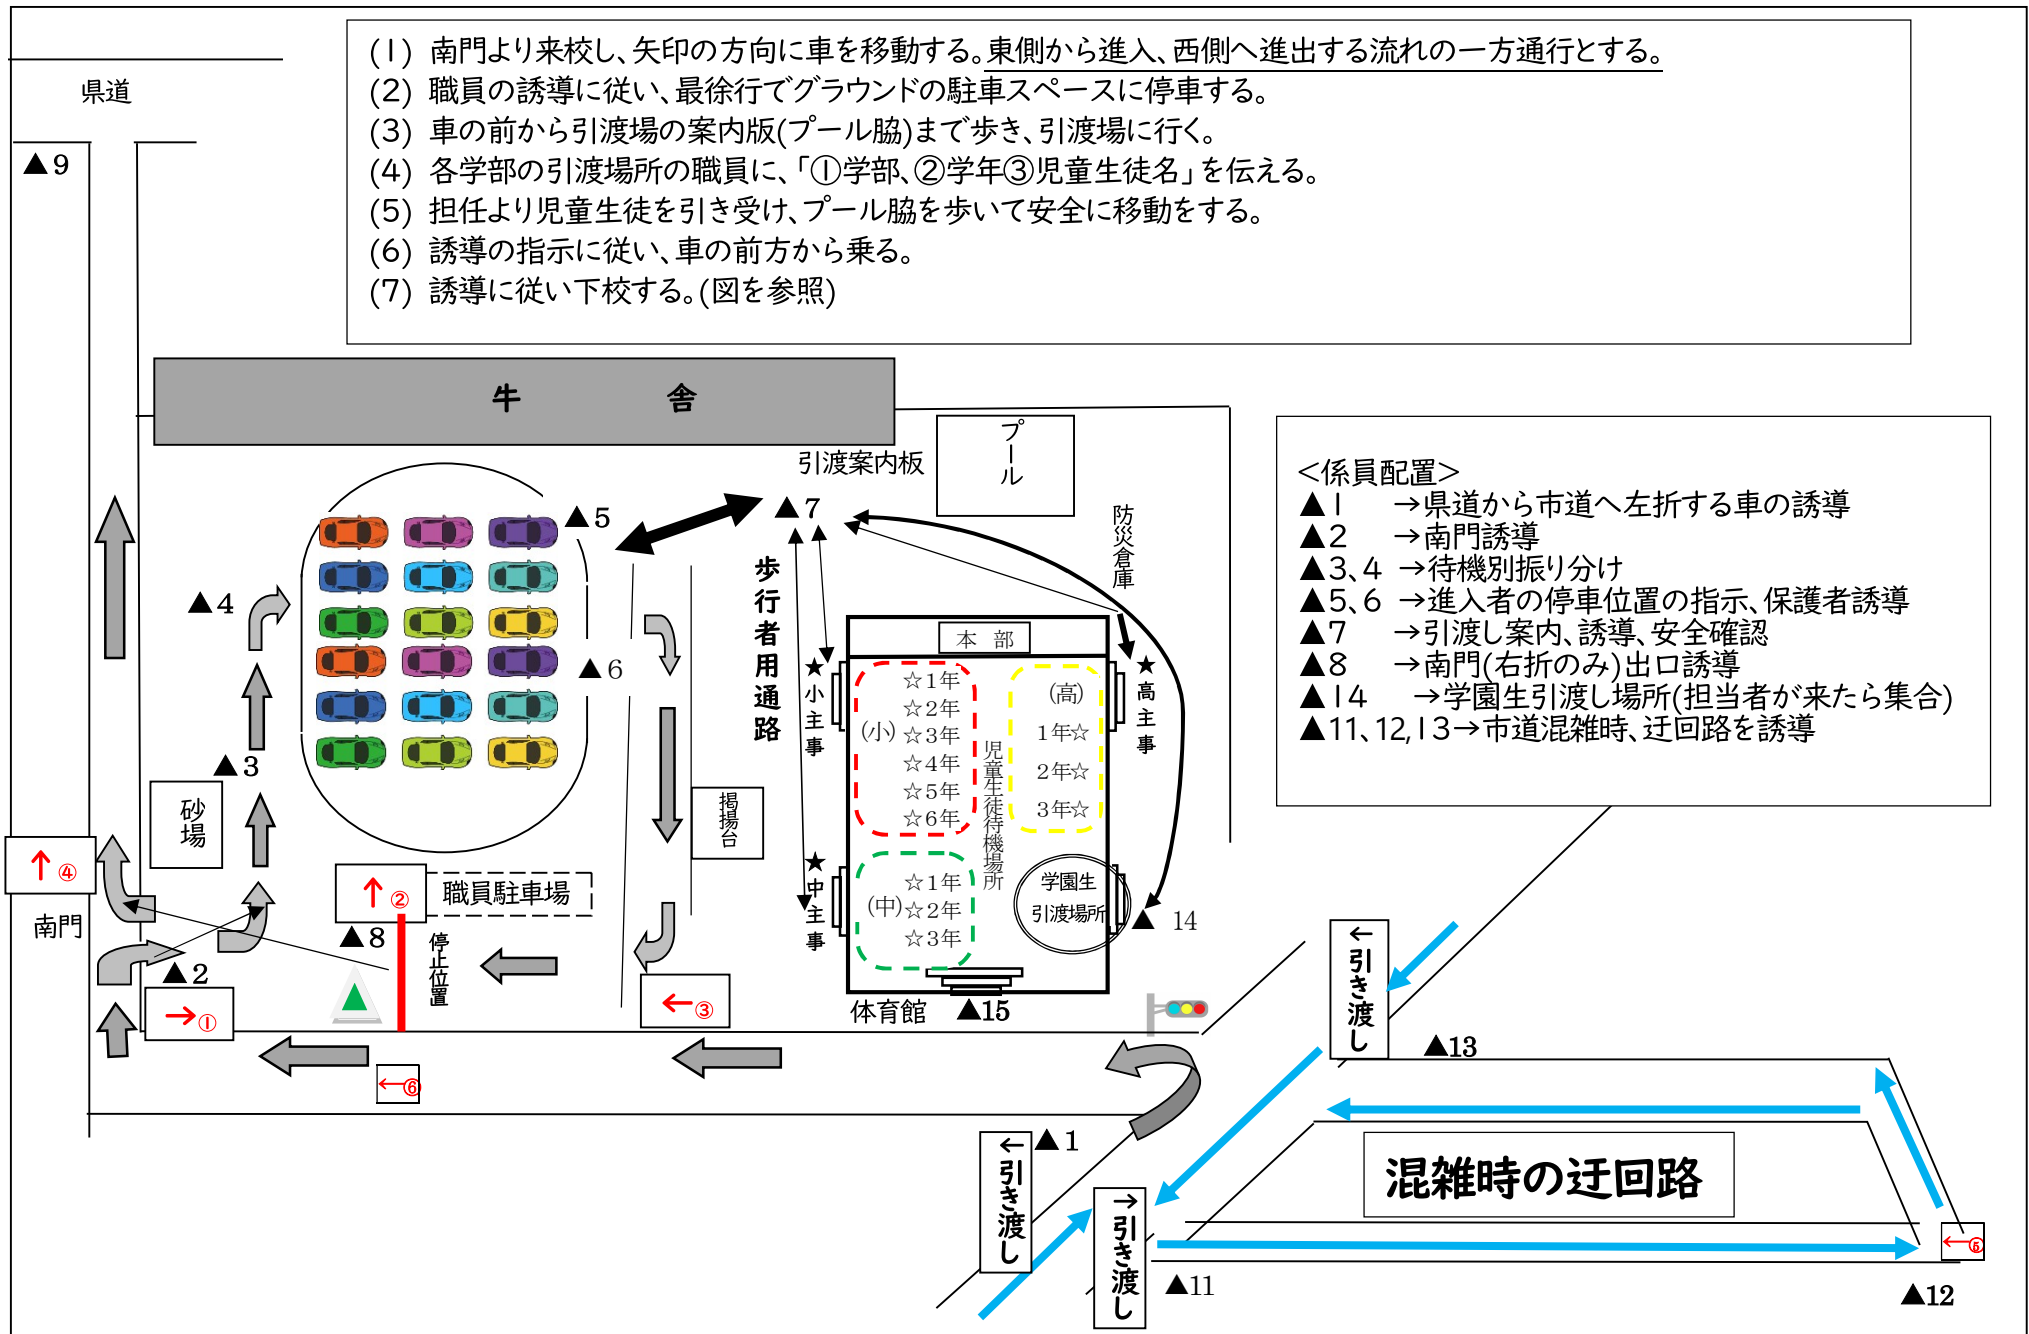 (1) 南門より来校し、矢印の方向に車を移動する。東側から進入、西側へ進出する流れの一方通行とする。
(2) 職員の誘導に従い、最徐行でグラウンドの駐車スペースに停車する。
(3) 車の前から引渡場の案内版(プール脇)まで歩き、引渡場に行く。
(4) 各学部の引渡場所の職員に、「①学部、②学年③児童生徒名」を伝える。
(5) 担任より児童生徒を引き受け、プール脇を歩いて安全に移動をする。
(6) 誘導の指示に従い、車の前方から乗る。
(7) 誘導に従い下校する。(図を参照)
県道
▲9
牛 舎
プール
引渡案内板
▲7
▲5
防災倉庫
<係員配置>
▲1 →県道から市道へ左折する車の誘導
▲2 →南門誘導
▲3、4 →待機別振り分け
▲5、6 →進入者の停車位置の指示、保護者誘導
▲7 →引渡し案内、誘導、安全確認
▲8 →南門(右折のみ)出口誘導
▲14 →学園生引渡し場所(担当者が来たら集合)
▲11、12,13→市道混雑時、迂回路を誘導
▲4
▲6
▲3
歩行者用通路
本 部
★小主事
★高主事
(小)
☆1年
☆2年
☆3年
☆4年
☆5年
☆6年
(高)
1年☆
2年☆
3年☆
児童生徒待機場所
砂場
掲揚台
↑④
南門
↑②
職員駐車場
▲8
停止位置
★中主事
(中)
☆1年
☆2年
☆3年
学園生
引渡場所
▲ 14
▲2
→①
←③
体育館
▲15
←⑥
←引き渡し
▲13
▲1
←引き渡し
→引き渡し
混雑時の迂回路
←⑤
▲11
▲12